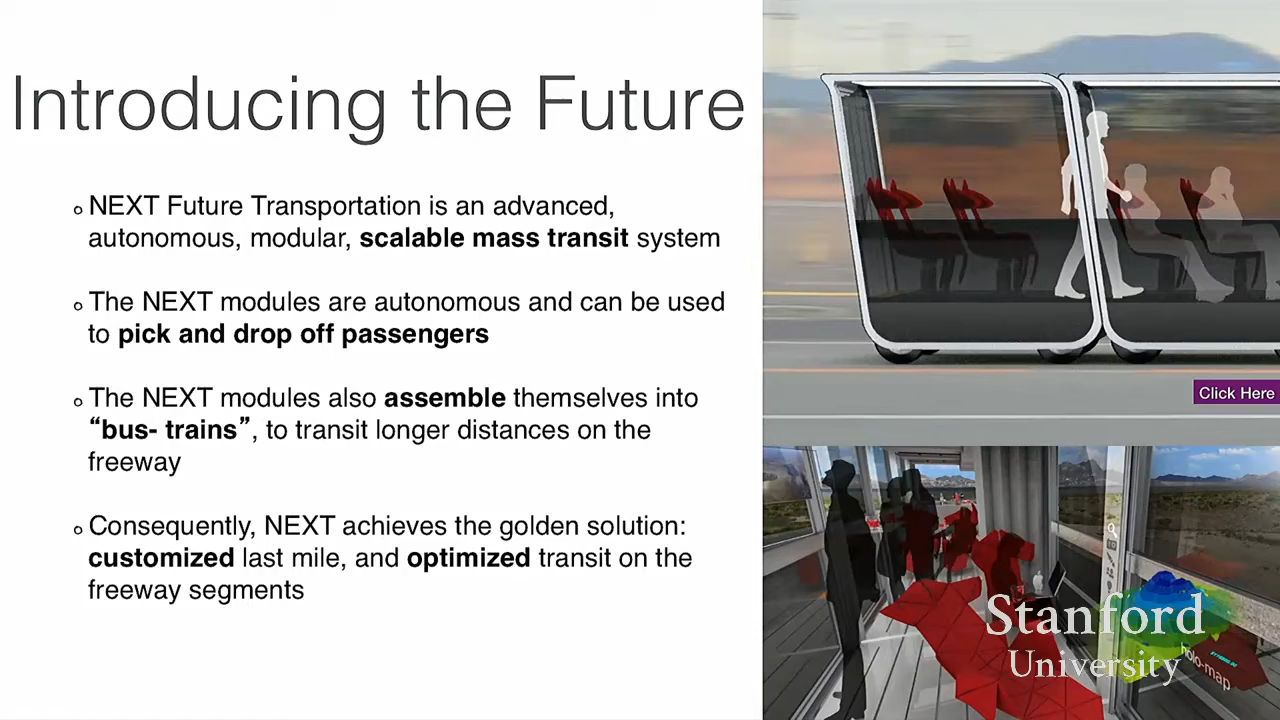 Introducing the Future
NEXT Future Transportation is an advanced,
autonomous, modular, scalable mass transit system
The NEXT modules are autonomous and can be used
to pick and drop off passengers
The NEXT modules also assemble themselves into
“bus- trains”, to transit longer distances on the
freeway
Consequently, NEXT achieves the golden solution:
customized last mile, and optimized transit on the
freeway segments
Click Here
Stanford
University
holo-map